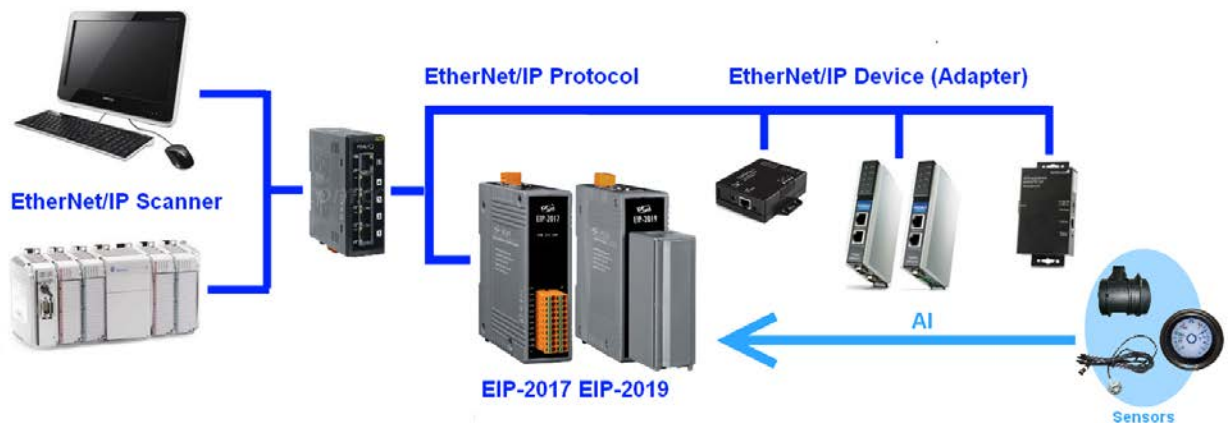 EtherNet/IP Protocol
EtherNet/IP Device (Adapter)
EtherNet/IP Scanner
EIP-2017
EIP-2019
AI
EIP-2017 EIP-2019
Sensors